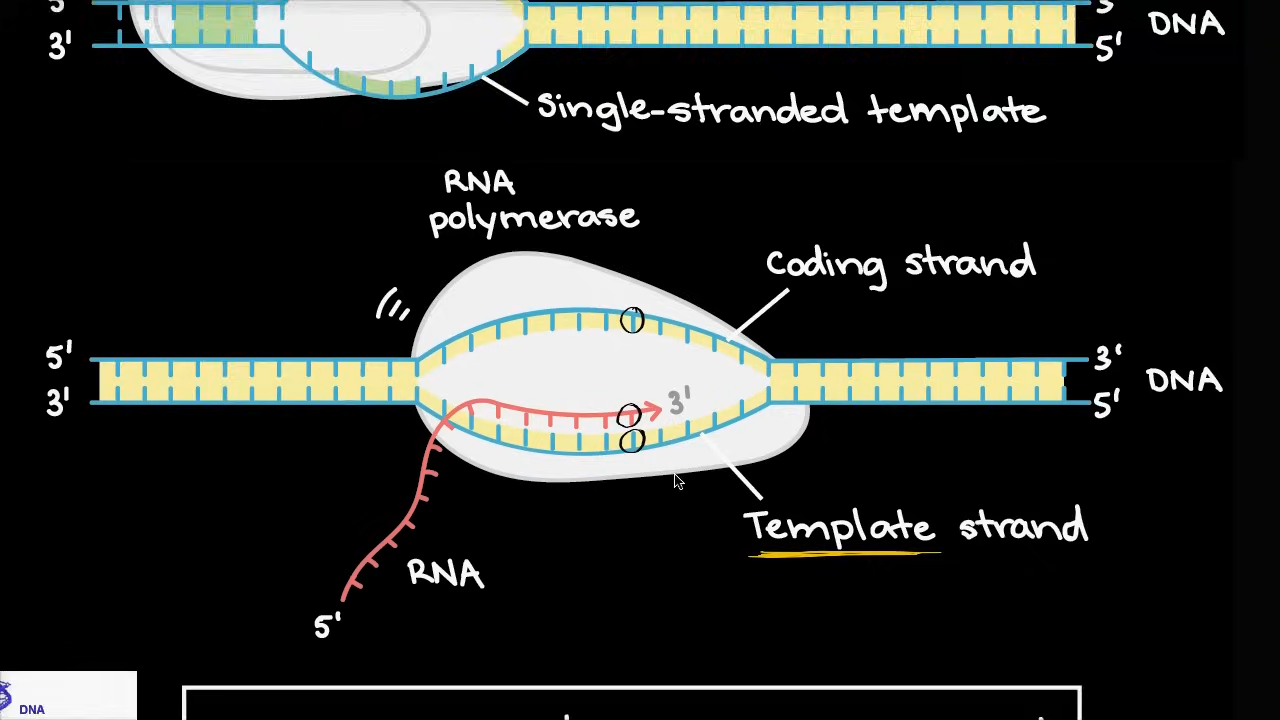 5'
3'
3'
5'
DNA
Single-stranded template
RNA
polymerase
Coding strand
5'
3'
3'
3'
5'
DNA
Template strand
RNA
5'
DNA